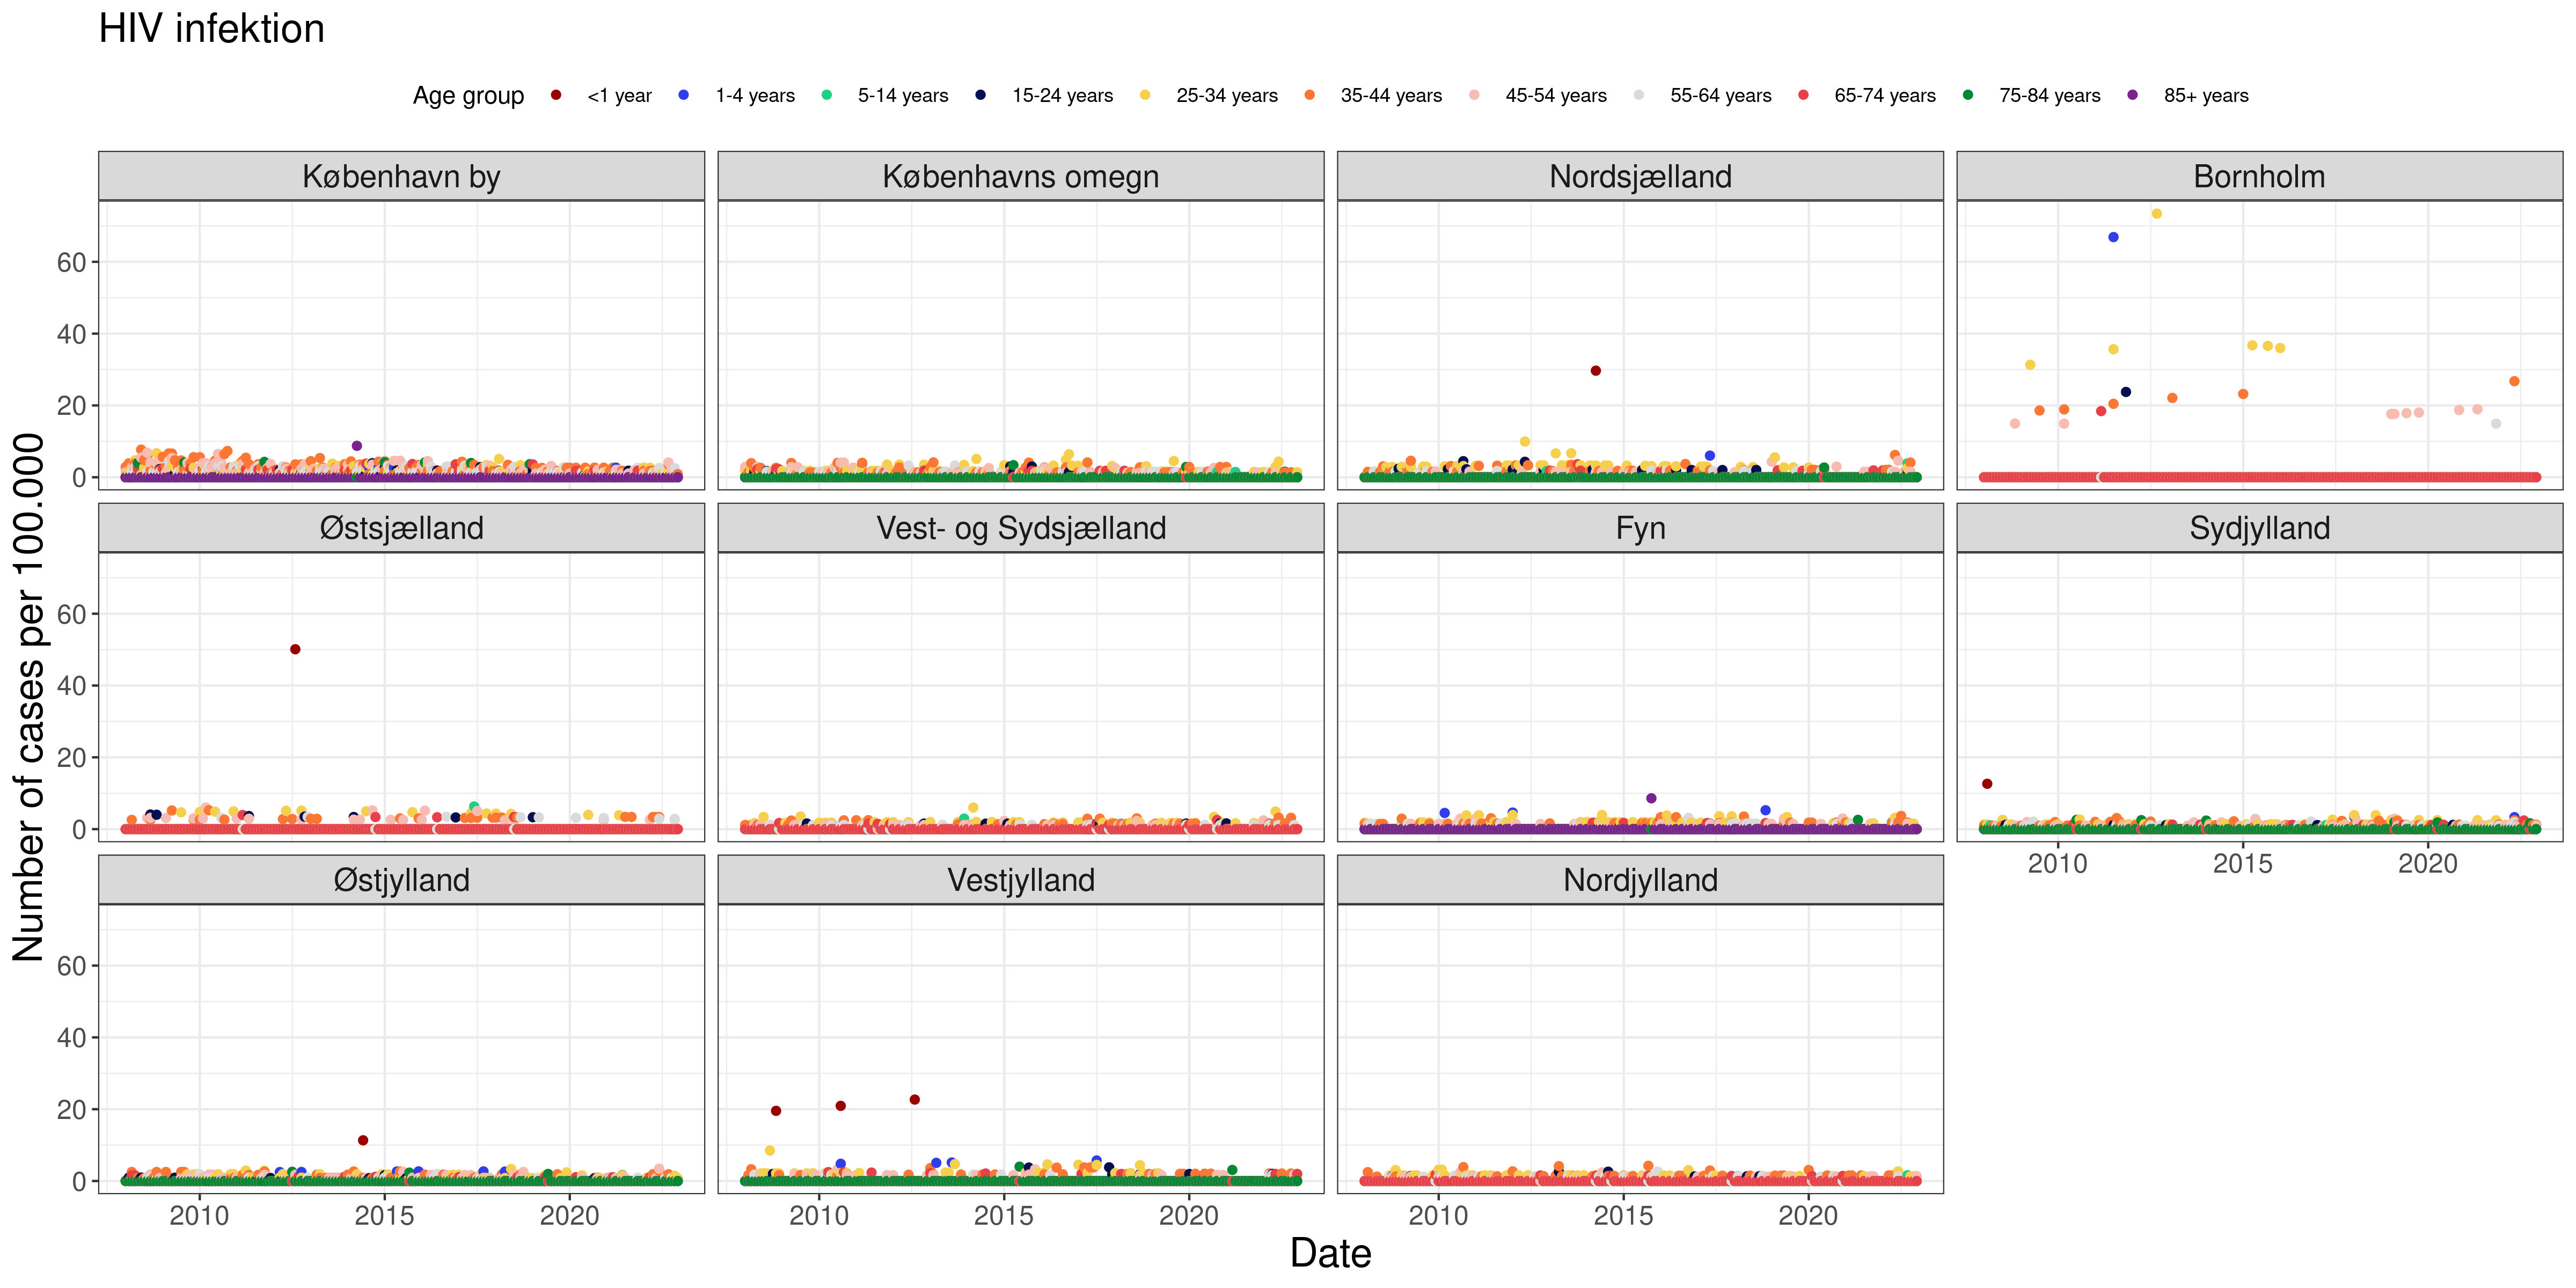 HIV infektion
Age group <1 year 1-4 years 5-14 years 15-24 years 25-34 years 35-44 years 45-54 years 55-64 years 65-74 years 75-84 years 85+ years
København by Københavns omegn Nordsjælland Bornholm
60
40
20
0
Østsjælland Vest- og Sydsjælland Fyn Sydjylland
60
40
20
0
2010 2015 2020
Østjylland Vestjylland Nordjylland
60
40
20
0
2010 2015 2020 2010 2015 2020 2010 2015 2020
Number of cases per 100.000
Date